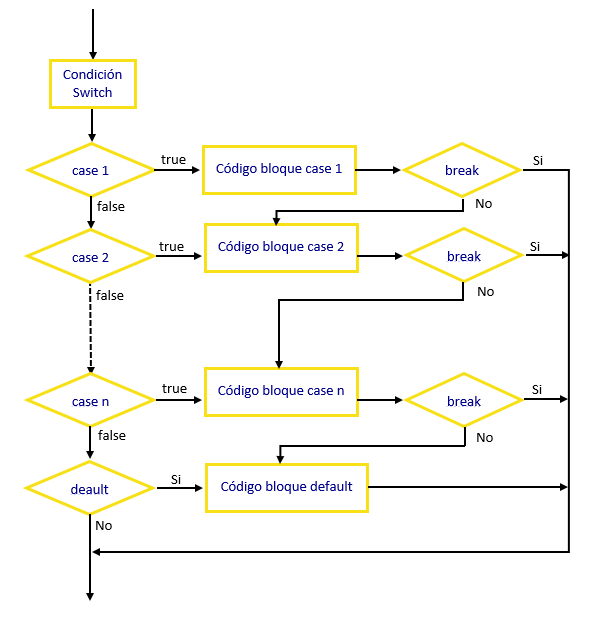 Condición
Switch
case 1
true
Código bloque case 1
break
Si
false
No
case 2
true
Código bloque case 2
break
Si
false
No
case n
true
Código bloque case n
break
Si
false
No
deault
Si
Código bloque default
No